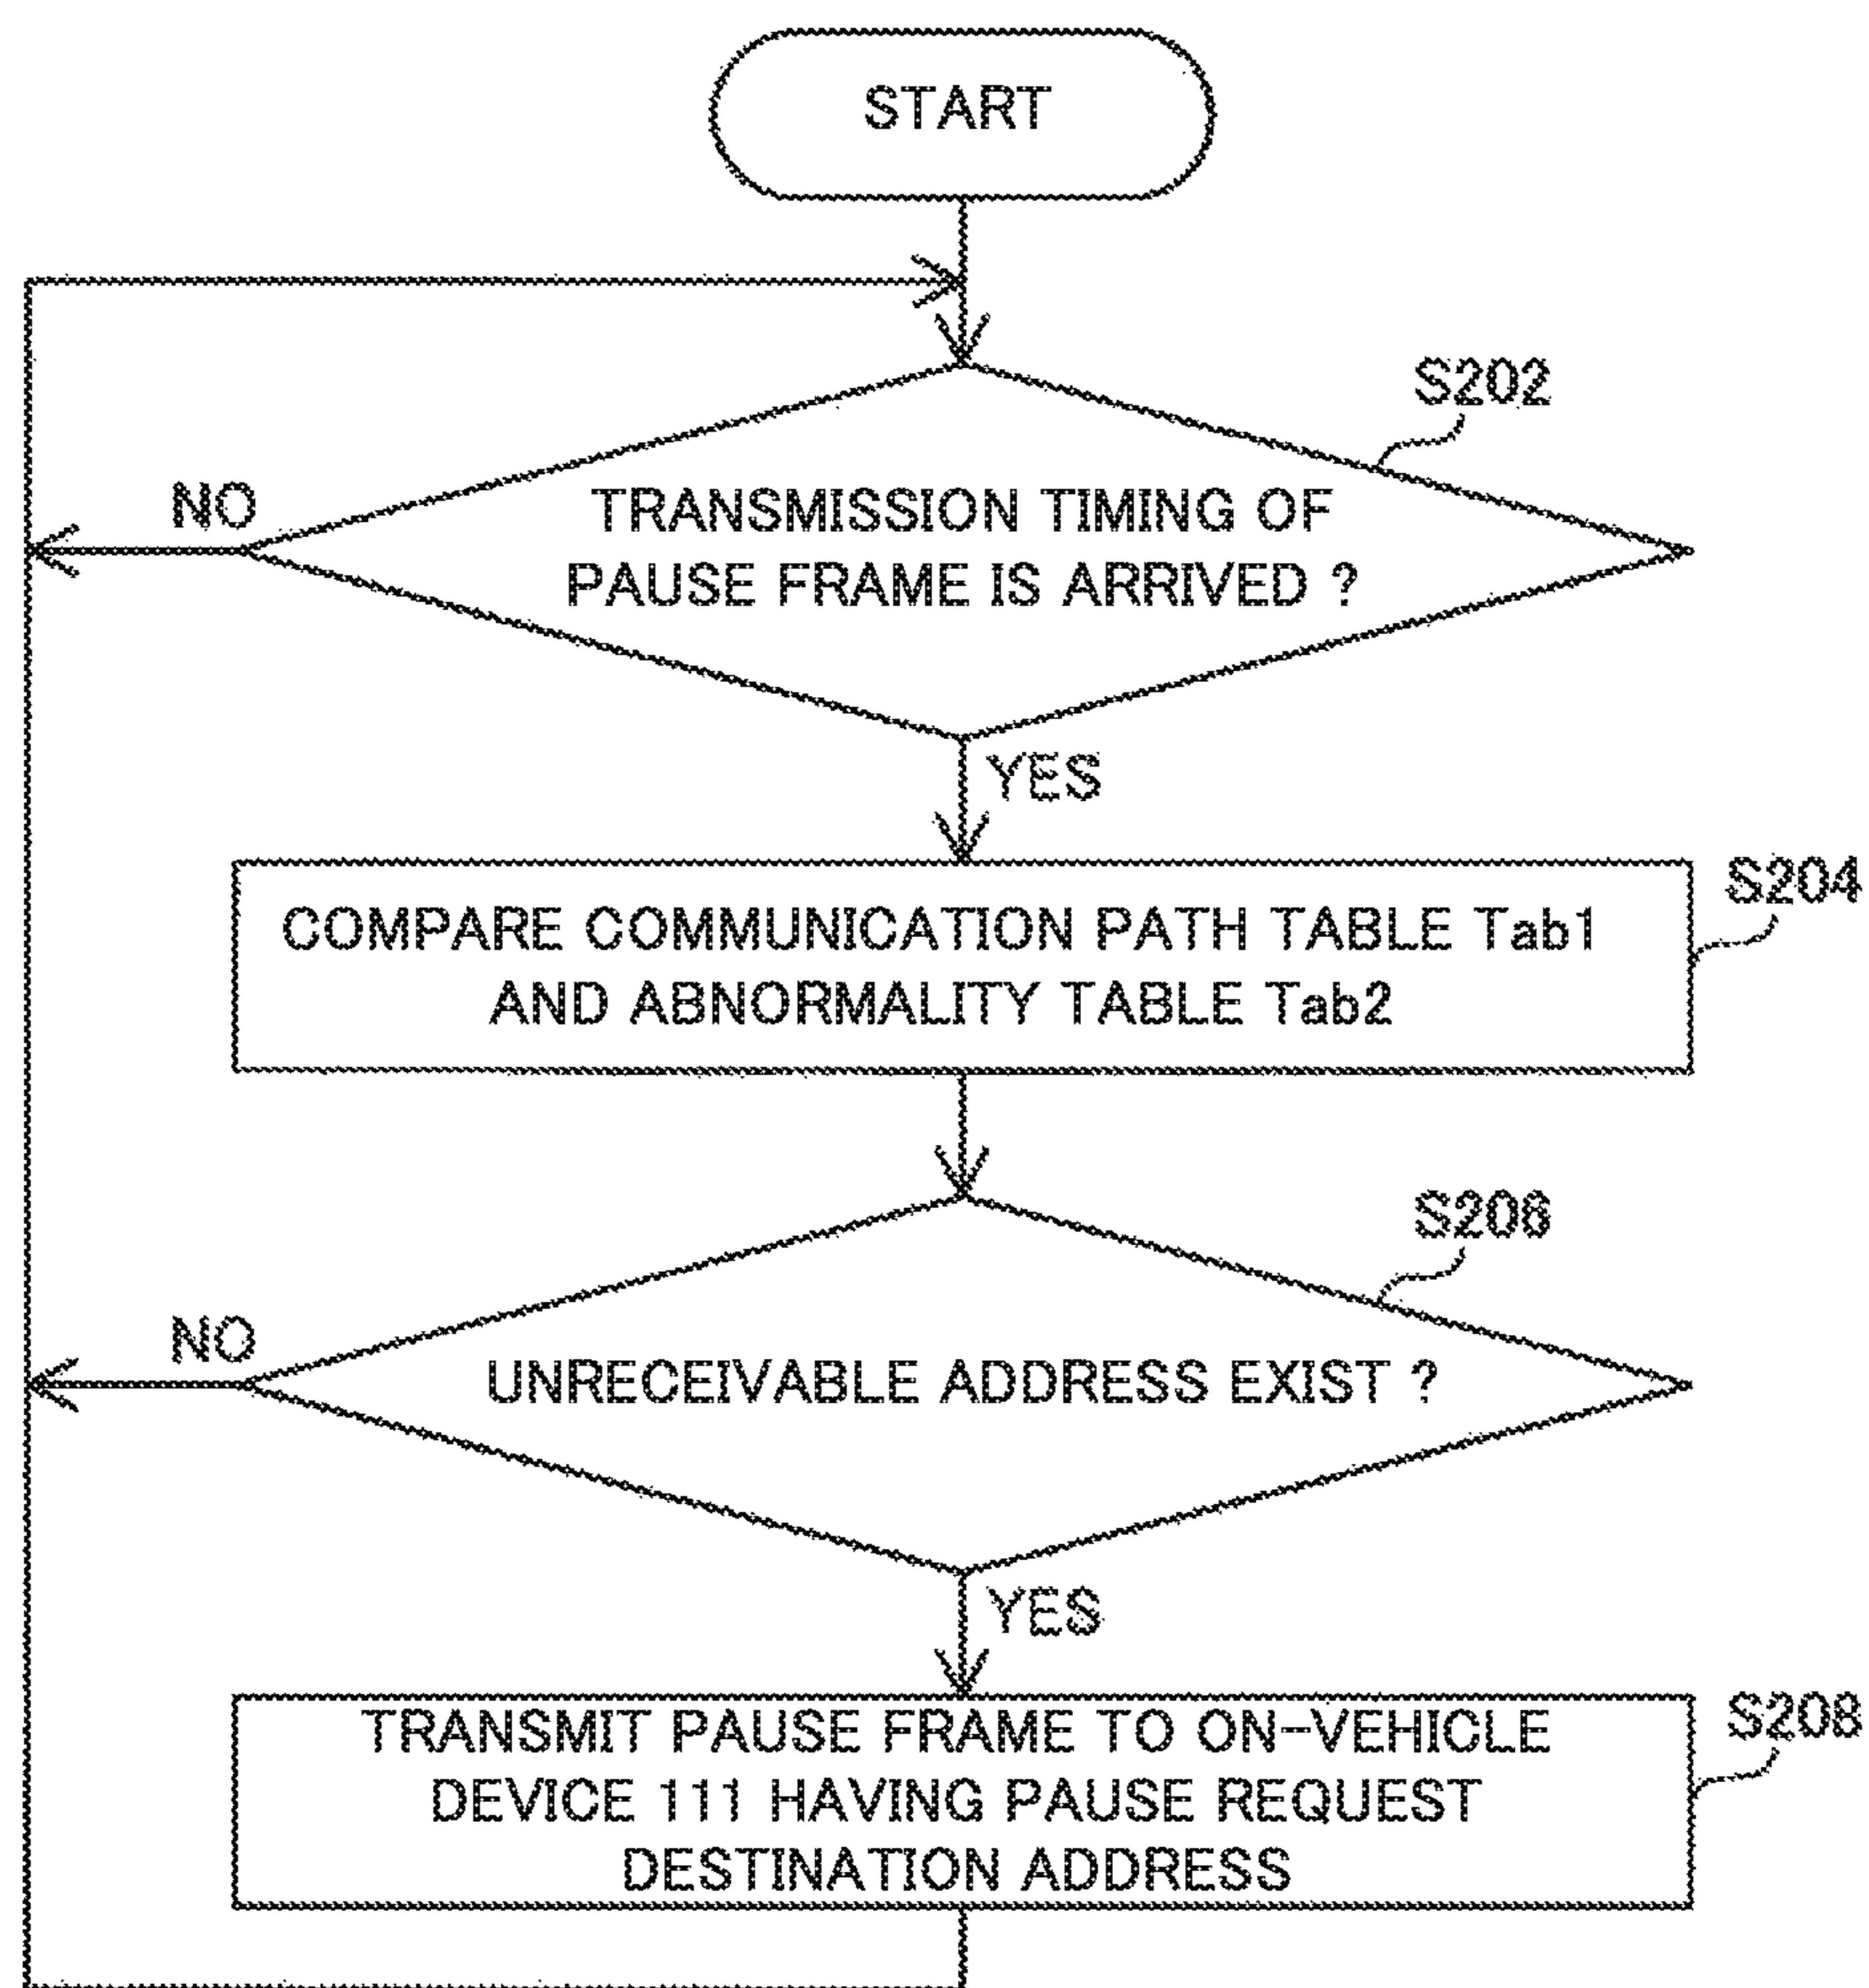 START
S202
NO
TRANSMISSION TIMING OF
PAUSE FRAME IS ARRIVED ?
YES
S204
COMPARE COMMUNICATION PATH TABLE Tab1
AND ABNORMALITY TABLE Tab2
S206
NO
UNRECEIVABLE ADDRESS EXIST ?
YES
S208
TRANSMIT PAUSE FRAME TO ON-VEHICLE
DEVICE 111 HAVING PAUSE REQUEST
DESTINATION ADDRESS